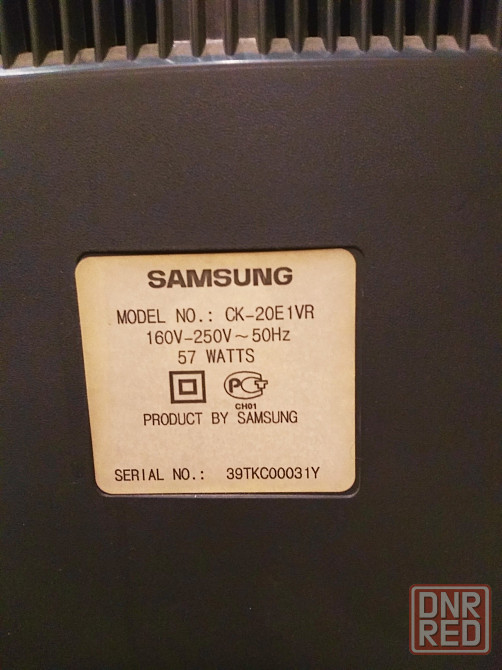 SAMSUNG
MODEL NO.: CK-20E1VR
160V-250V~50Hz
57 WATTS
PCT
CH01
PRODUCT BY SAMSUNG
SERIAL NO.: 39TKC00031Y
DNR
RED